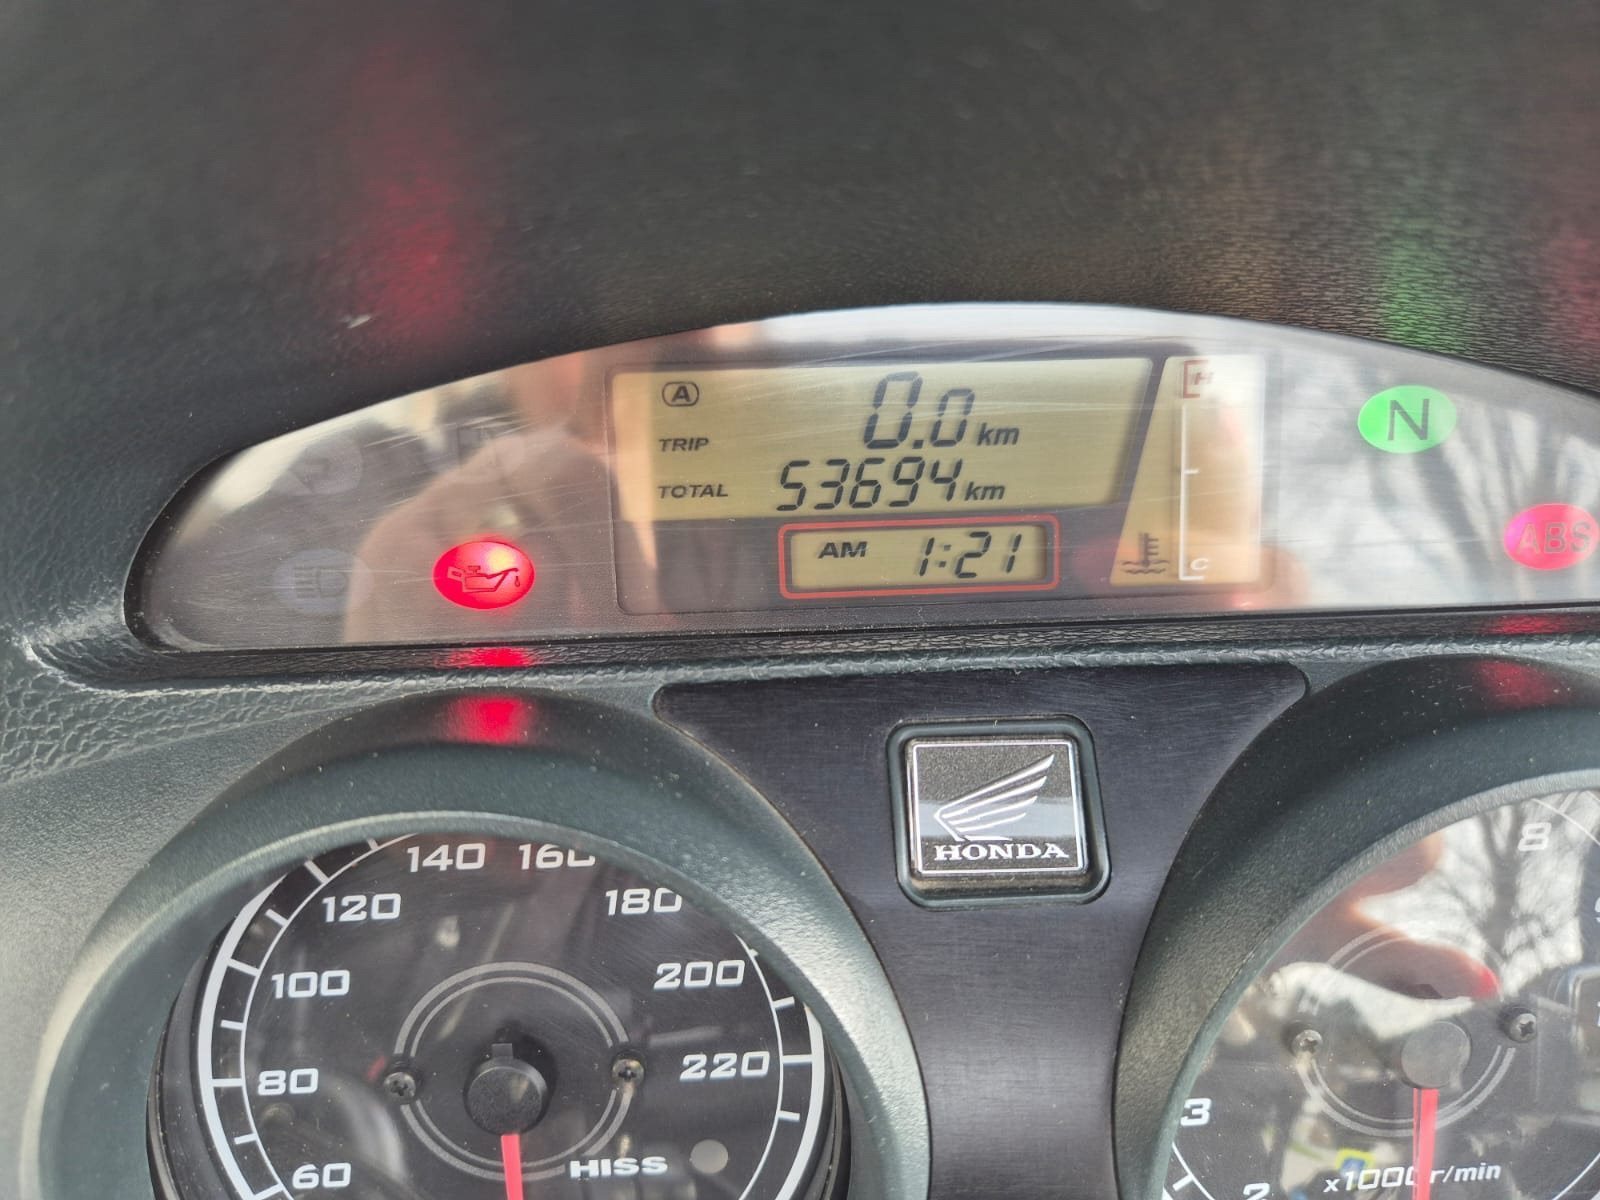 A
0.0 km
TRIP
TOTAL 53694 km
AM 1:21
H
C
N
ABS
HONDA
140 160
120 180
100 200
80 220
60
HISS
8
3
2
x1000 r/min